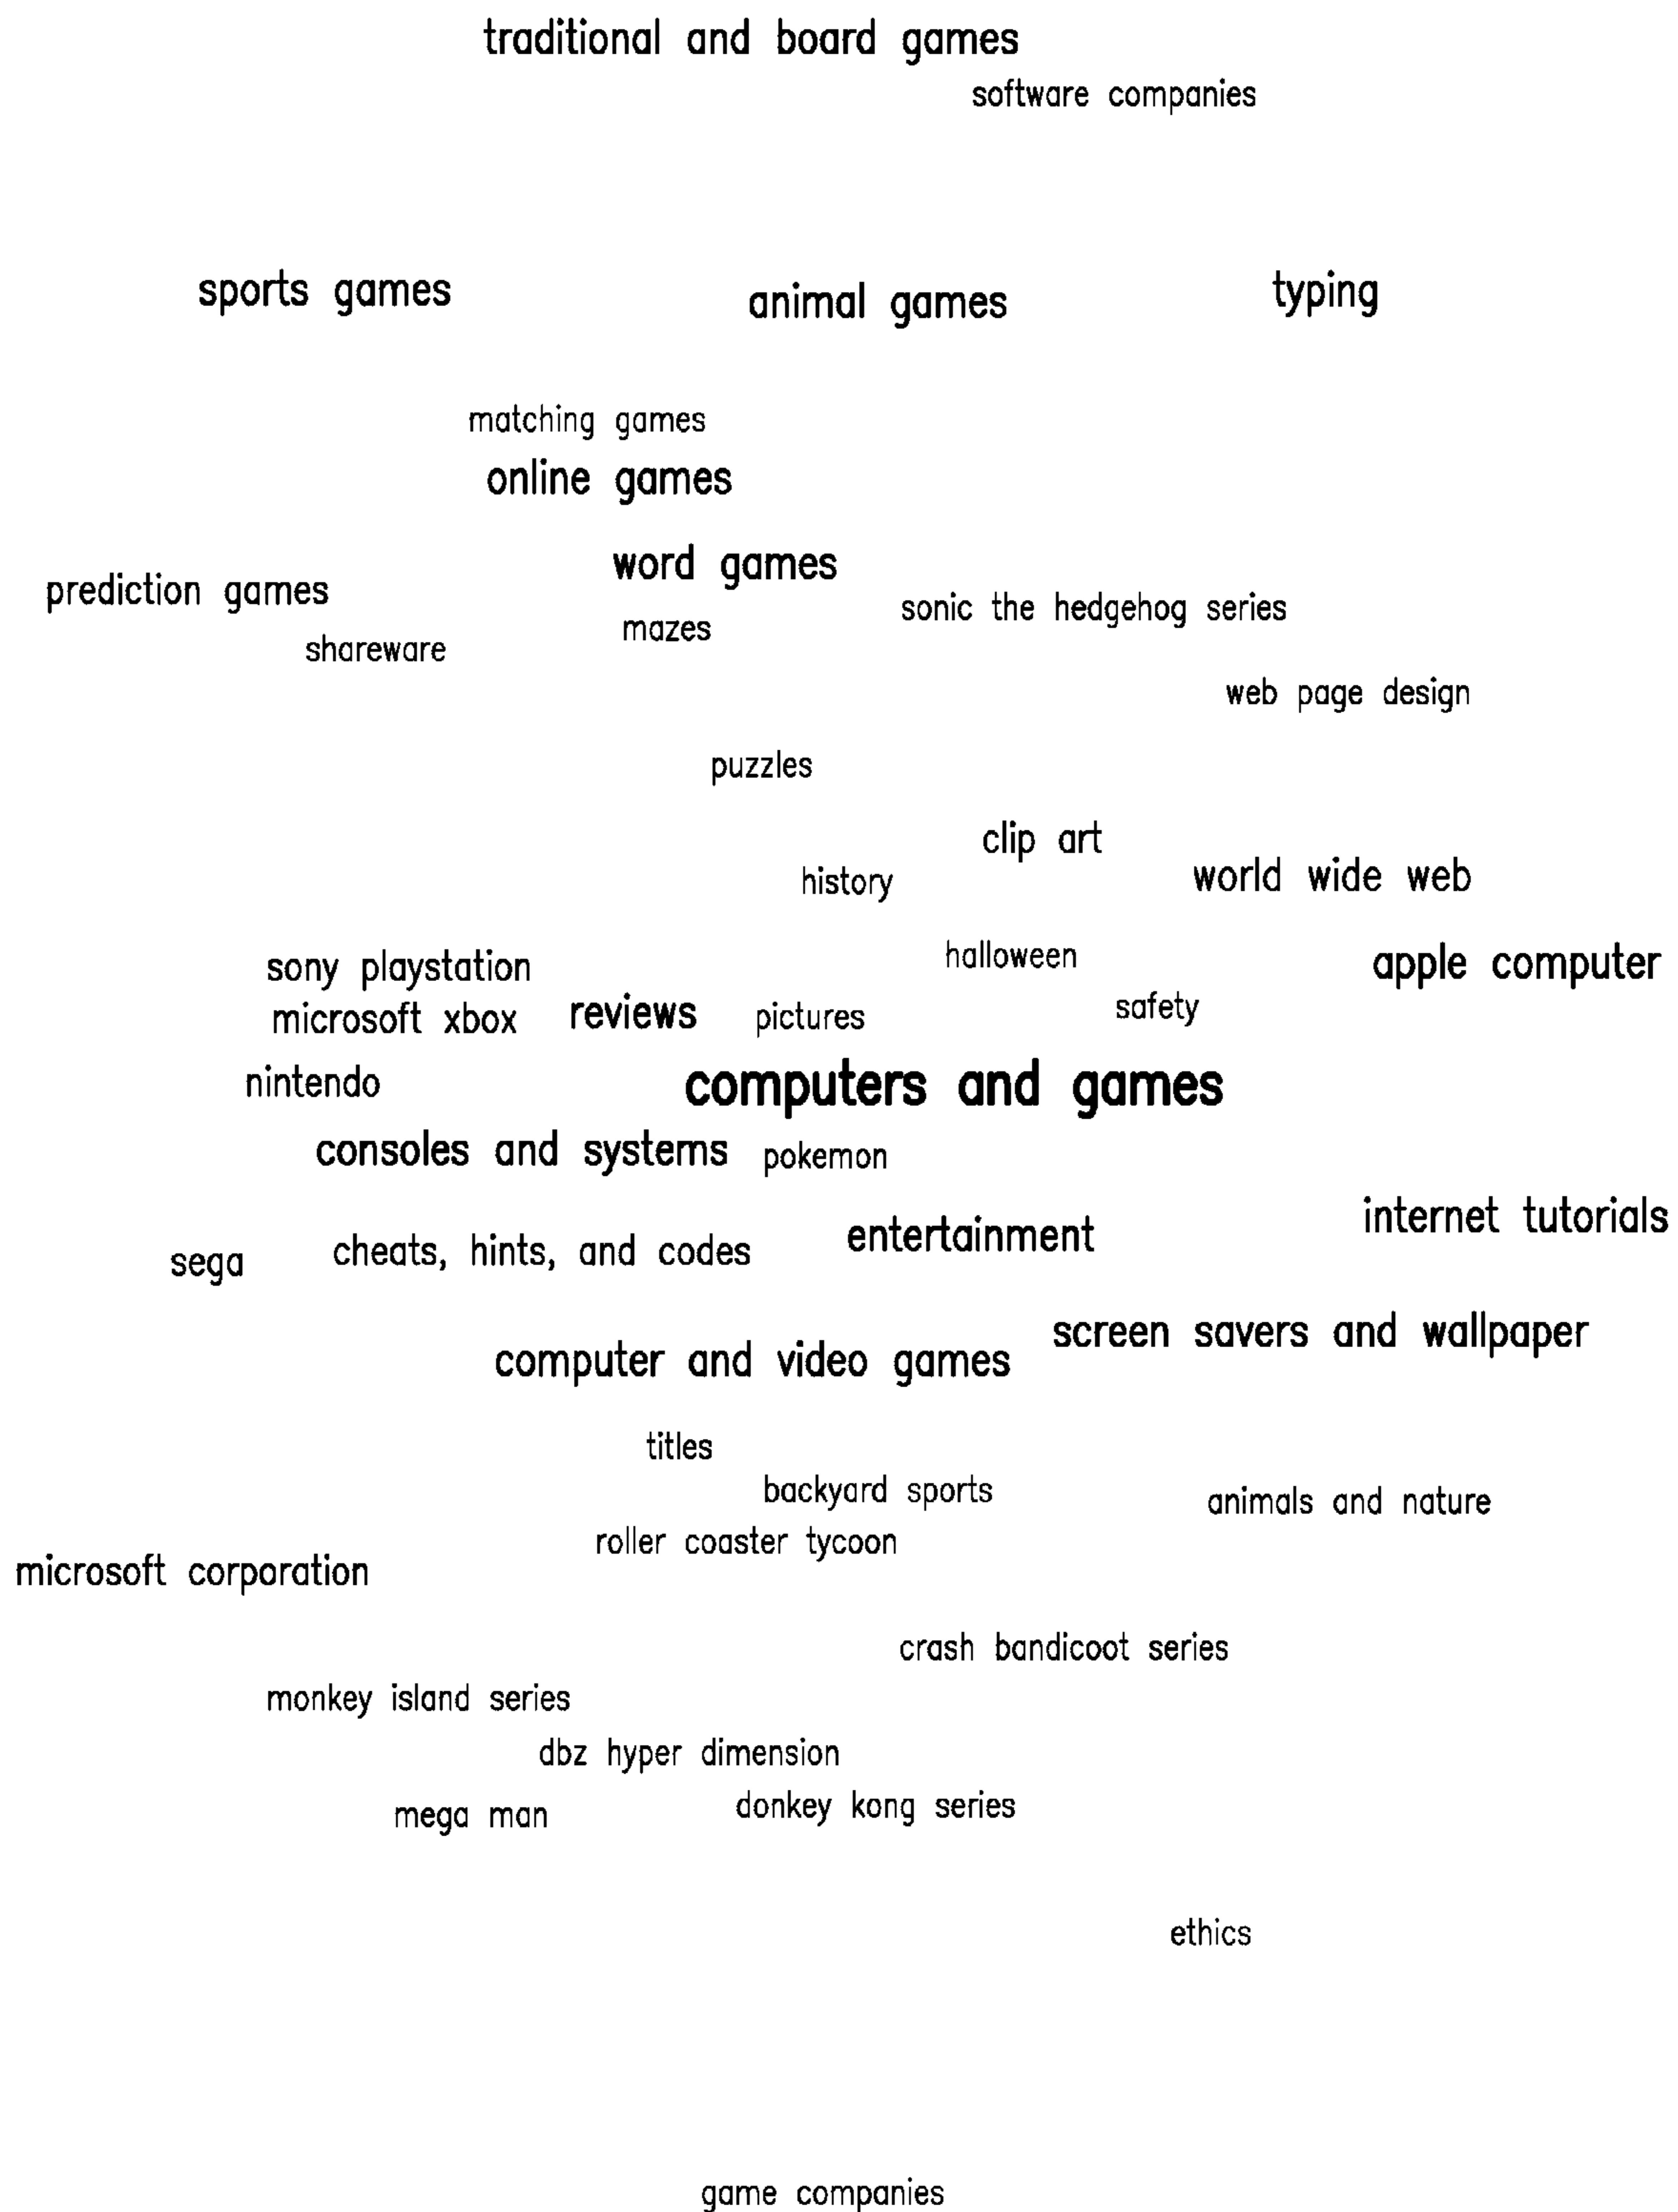 traditional and board games
software companies
sports games
animal games
typing
matching games
online games
word games
prediction games
sonic the hedgehog series
mazes
shareware
web page design
puzzles
clip art
world wide web
history
halloween
apple computer
sony playstation
safety
reviews
pictures
microsoft xbox
nintendo
computers and games
consoles and systems
pokemon
internet tutorials
entertainment
cheats, hints, and codes
sega
screen savers and wallpaper
computer and video games
titles
backyard sports
animals and nature
roller coaster tycoon
microsoft corporation
crash bandicoot series
monkey island series
dbz hyper dimension
donkey kong series
mega man
ethics
game companies